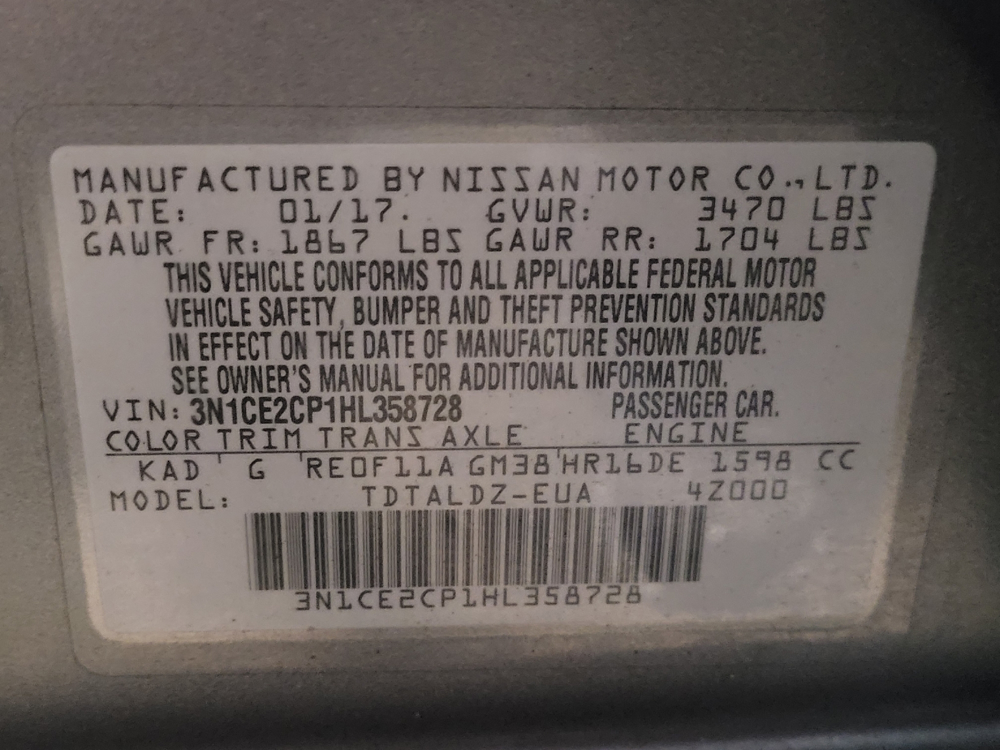 MANUFACTURED BY NISSAN MOTOR CO.,LTD.
DATE: 01/17. GVWR: 3470 LBS
GAWR FR: 1867 LBS GAWR RR: 1704 LBS
THIS VEHICLE CONFORMS TO ALL APPLICABLE FEDERAL MOTOR
VEHICLE SAFETY, BUMPER AND THEFT PREVENTION STANDARDS
IN EFFECT ON THE DATE OF MANUFACTURE SHOWN ABOVE.
SEE OWNER'S MANUAL FOR ADDITIONAL INFORMATION.
VIN: 3N1CE2CP1HL358728 PASSENGER CAR.
COLOR TRIM TRANS AXLE ENGINE
KAD G RE0F11A GM38 HR16DE 1598 CC
MODEL: TDTALDZ-EUA 4Z000
3N1CE2CP1HL358728